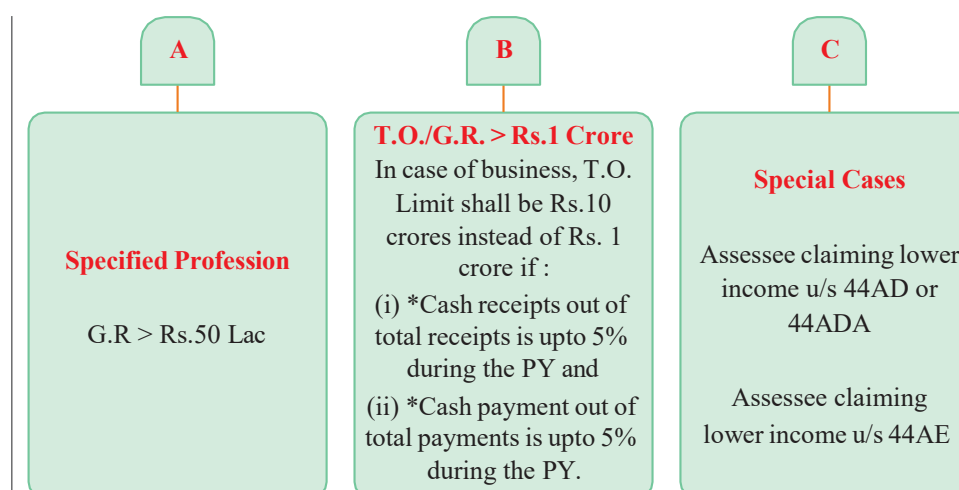 A
Specified Profession
G.R > Rs.50 Lac
B
T.O./G.R. > Rs.1 Crore
In case of business, T.O.
Limit shall be Rs.10
crores instead of Rs. 1
crore if :
(i) *Cash receipts out of
total receipts is upto 5%
during the PY and
(ii) *Cash payment out of
total payments is upto 5%
during the PY.
C
Special Cases
Assessee claiming lower
income u/s 44AD or
44ADA
Assessee claiming
lower income u/s 44AE